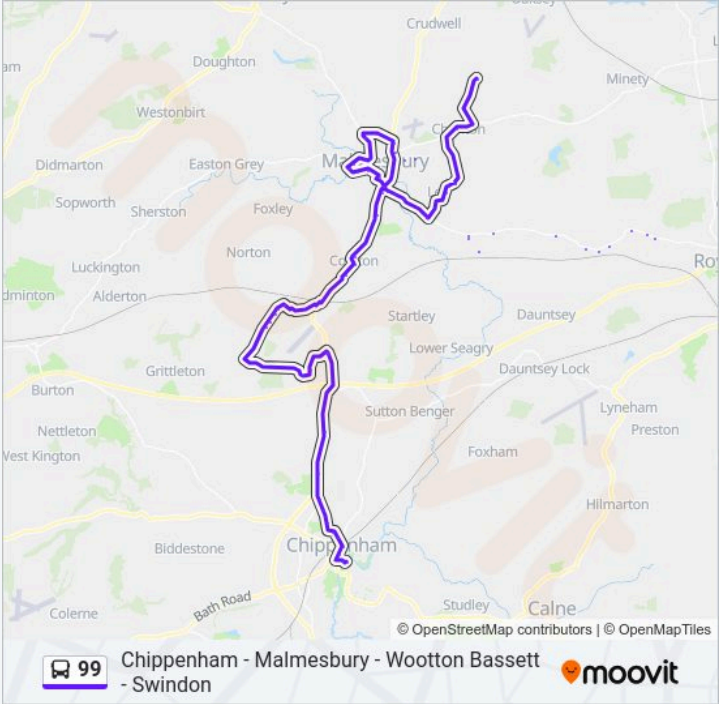 Crudwell
Doughton
Minety
Westonbirt
Didmarton
Easton Grey
Sopworth
Sherston
Foxley
Norton
Luckington
Alderton
Startley
Dauntsey
Lower Seagry
Dauntsey Lock
Grittleton
Burton
Sutton Benger
Lyneham
Preston
Nettleton
Foxham
West Kington
Hilmarton
Chippenham
Biddestone
Bath Road
Colerne
Studley
Calne
© OpenStreetMap contributors | © OpenMapTiles
99
Chippenham - Malmesbury - Wootton Bassett
- Swindon
moovit